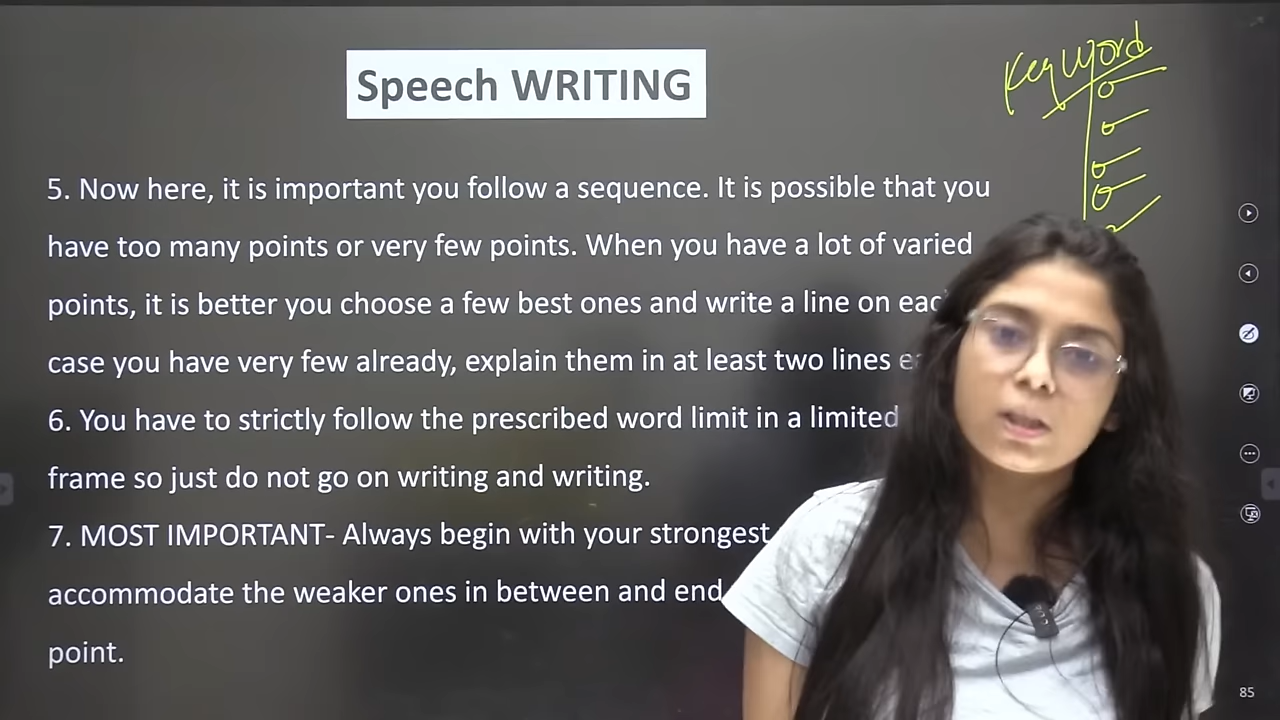 Speech WRITING
Keyword
5. Now here, it is important you follow a sequence. It is possible that you
have too many points or very few points. When you have a lot of varied
points, it is better you choose a few best ones and write a line on
case you have very few already, explain them in at least two lines
6. You have to strictly follow the prescribed word limit in a limited
frame so just do not go on writing and writing.
7. MOST IMPORTANT- Always begin with your strongest
accommodate the weaker ones in between and end
point.
85